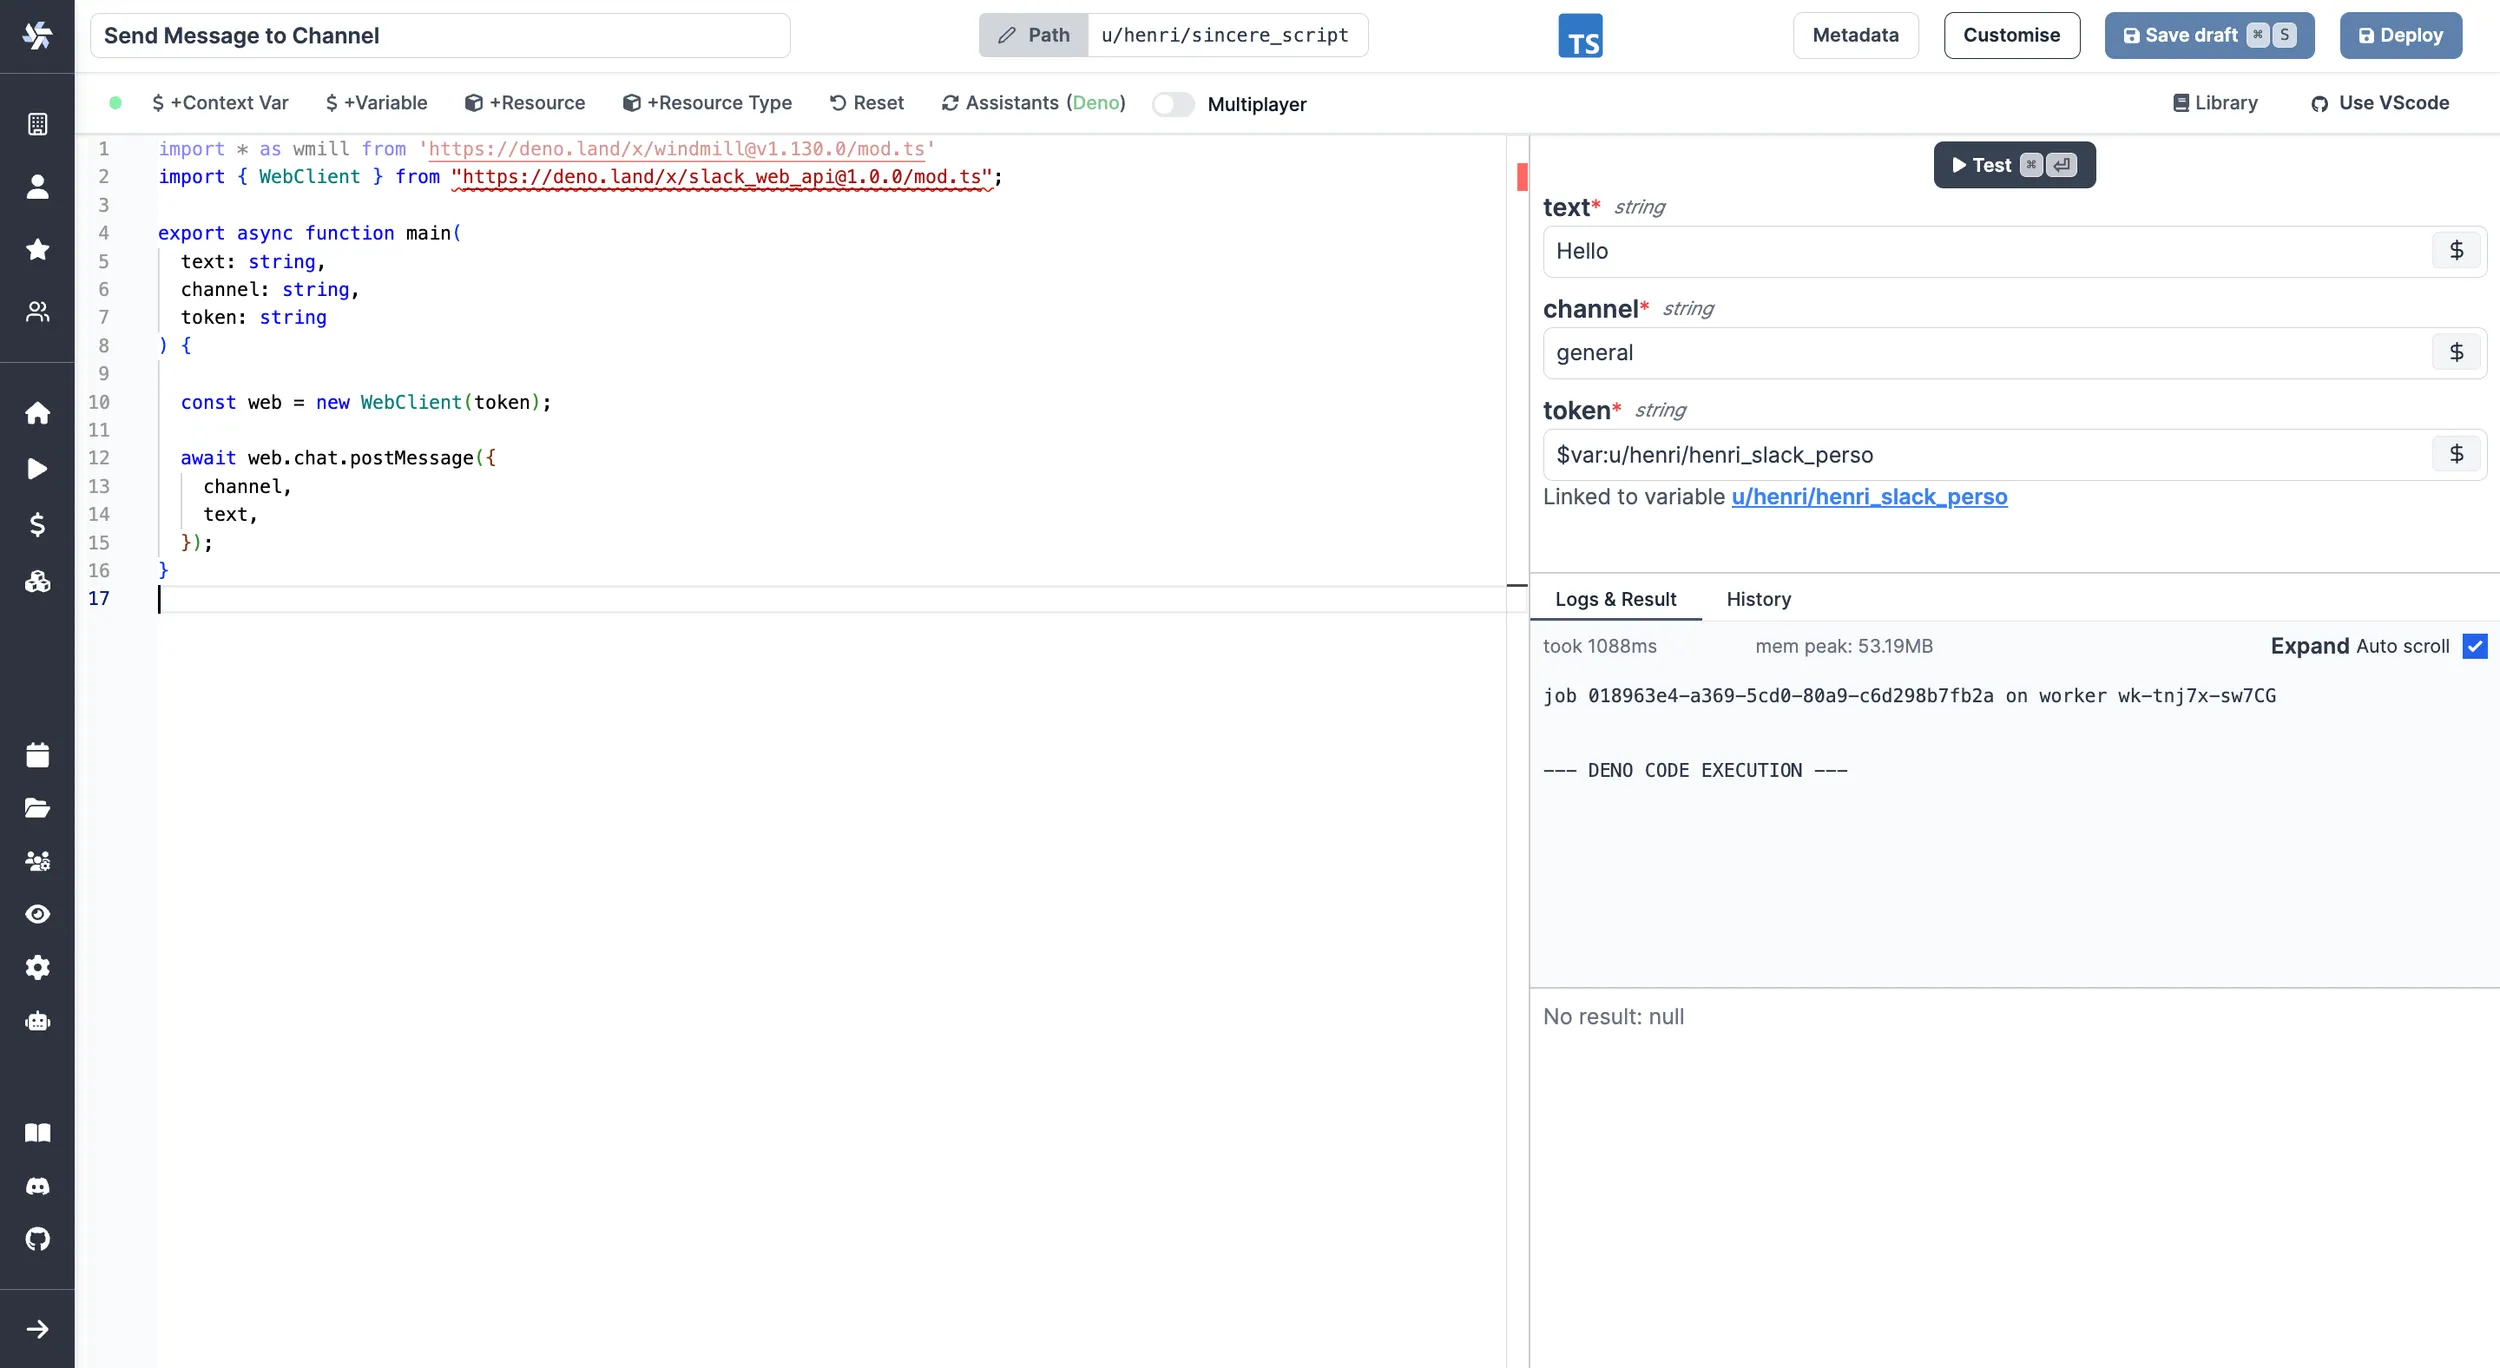 Send Message to Channel
Path u/henri/sincere_script
TS
Metadata
Customise
Save draft ⌘ S
Deploy
$ +Context Var
$ +Variable
+Resource
+Resource Type
Reset
Assistants (Deno)
Multiplayer
Library
Use VScode
1 import * as wmill from 'https://deno.land/x/windmill@v1.130.0/mod.ts'
2 import { WebClient } from "https://deno.land/x/slack_web_api@1.0.0/mod.ts";
3
4 export async function main(
5 text: string,
6 channel: string,
7 token: string
8 ) {
9
10 const web = new WebClient(token);
11
12 await web.chat.postMessage({
13 channel,
14 text,
15 });
16 }
17
Test ⌘ ⏎
text* string
Hello
$
channel* string
general
$
token* string
$var:u/henri/henri_slack_perso
$
Linked to variable u/henri/henri_slack_perso
Logs & Result
History
took 1088ms
mem peak: 53.19MB
Expand Auto scroll
job 018963e4-a369-5cd0-80a9-c6d298b7fb2a on worker wk-tnj7x-sw7CG
--- DENO CODE EXECUTION ---
No result: null